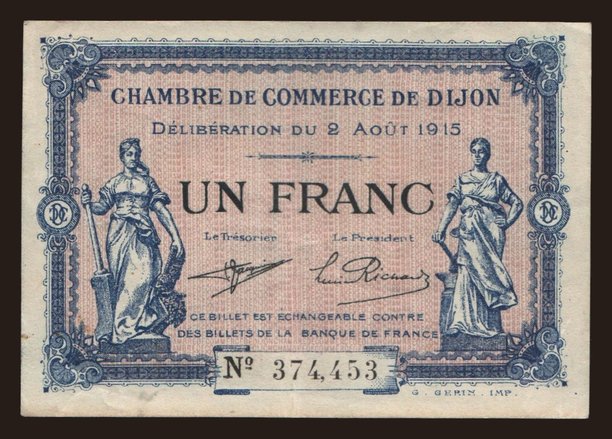 CHAMBRE DE COMMERCE DE DIJON
DÉLIBÉRATION DU 2 AOÛT 1915
UN FRANC
Le Trésorier
Le Président
CE BILLET EST ECHANGEABLE CONTRE
DES BILLETS DE LA BANQUE DE FRANCE
Nº 374,453
G. GERIN. IMP.